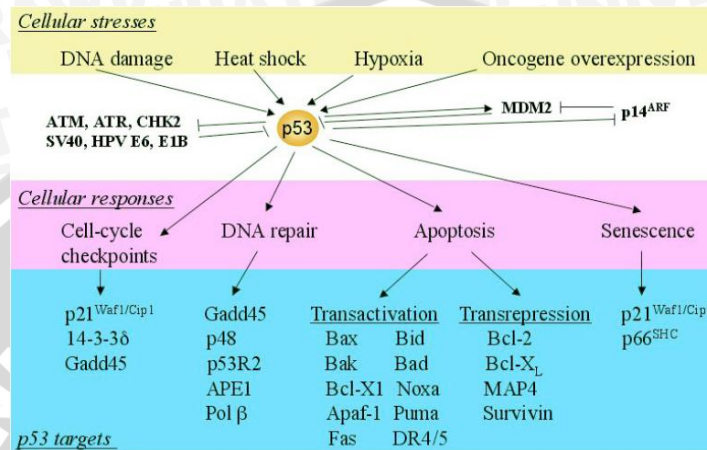 Cellular stresses
DNA damage Heat shock Hypoxia Oncogene overexpression
ATM, ATR, CHK2
SV40, HPV E6, E1B
p53
MDM2
p14ARF
Cellular responses
Cell-cycle
checkpoints
DNA repair
Apoptosis
Senescence
p21Waf1/Cip1
14-3-3δ
Gadd45
Gadd45
p48
p53R2
APE1
Pol β
Transactivation
Bax Bid
Bak Bad
Bcl-X1 Noxa
Apaf-1 Puma
Fas DR4/5
Transrepression
Bcl-2
Bcl-XL
MAP4
Survivin
p21Waf1/Cip
p66SHC
p53 targets